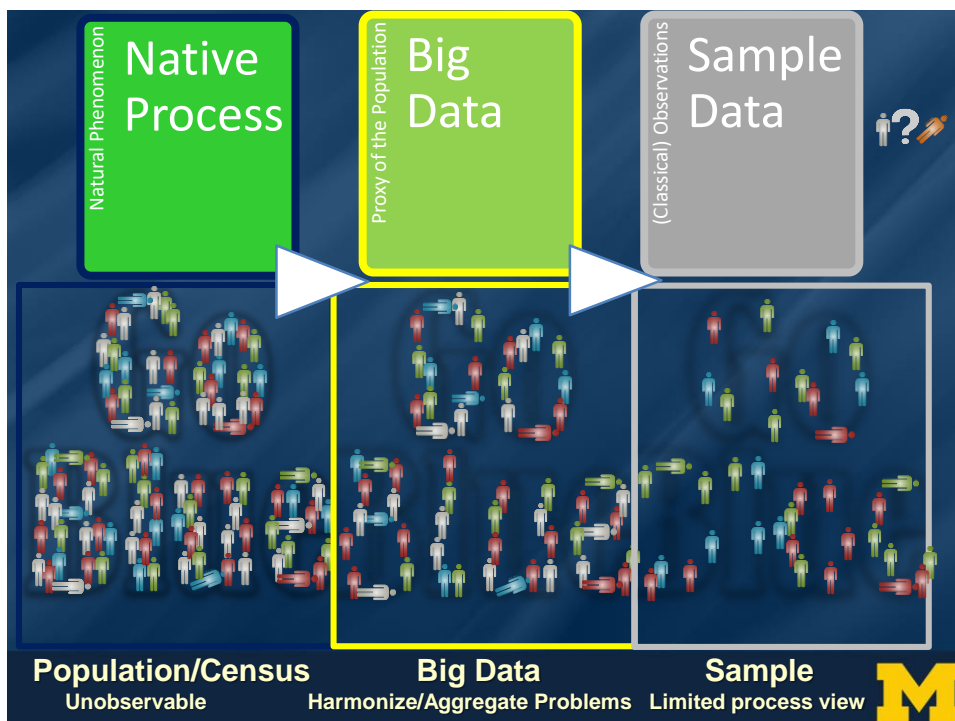 Natural Phenomenon
Native
Process
Proxy of the Population
Big
Data
(Classical) Observations
Sample
Data
?
Go
Blue
Go
Blue
Go
Blue
Population/Census
Unobservable
Big Data
Harmonize/Aggregate Problems
Sample
Limited process view
M